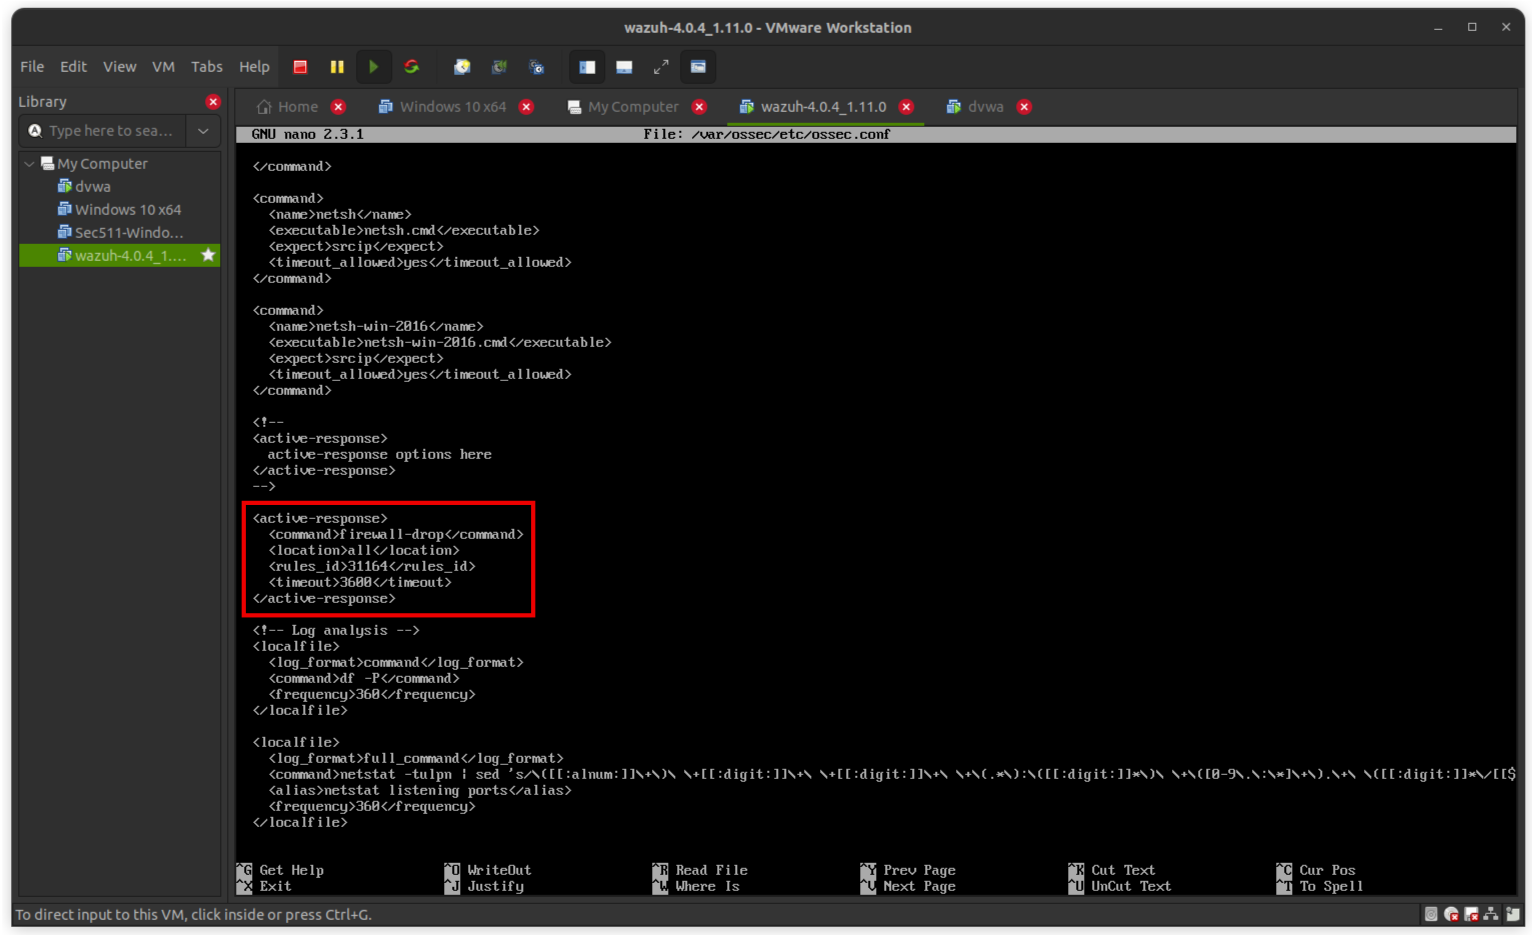 wazuh-4.0.4_1.11.0 - VMware Workstation
File Edit View VM Tabs Help
Library
Type here to sea...
My Computer
dvwa
Windows 10 x64
Sec511-Windo...
wazuh-4.0.4_1....
Home
Windows 10 x64
My Computer
wazuh-4.0.4_1.11.0
dvwa
GNU nano 2.3.1 File: /var/ossec/etc/ossec.conf
</command>
<command>
<name>netsh</name>
<executable>netsh.cmd</executable>
<expect>srcip</expect>
<timeout_allowed>yes</timeout_allowed>
</command>
<command>
<name>netsh-win-2016</name>
<executable>netsh-win-2016.cmd</executable>
<expect>srcip</expect>
<timeout_allowed>yes</timeout_allowed>
</command>
<!--
<active-response>
active-response options here
</active-response>
-->
<active-response>
<command>firewall-drop</command>
<location>all</location>
<rules_id>31164</rules_id>
<timeout>3600</timeout>
</active-response>
<!-- Log analysis -->
<localfile>
<log_format>command</log_format>
<command>df -P</command>
<frequency>360</frequency>
</localfile>
<localfile>
<log_format>full_command</log_format>
<command>netstat -tulpn | sed 's/\([[:alnum:]]\+\)\ \+[[:digit:]]\+\ \+[[:digit:]]\+\ \+\(.*\):\([[:digit:]]*\)\ \+\([0-9\.\:\*]\+\).\+\ \([[:digit:]]*\/[[$
<alias>netstat listening ports</alias>
<frequency>360</frequency>
</localfile>
^G Get Help ^O WriteOut ^R Read File ^Y Prev Page ^K Cut Text ^C Cur Pos
^X Exit ^J Justify ^W Where Is ^V Next Page ^U UnCut Text ^T To Spell
To direct input to this VM, click inside or press Ctrl+G.